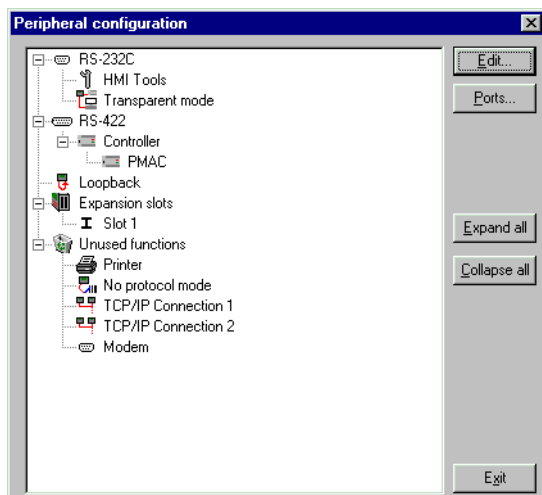 Peripheral configuration
RS-232C
HMI Tools
Transparent mode
RS-422
Controller
PMAC
Loopback
Expansion slots
Slot 1
Unused functions
Printer
No protocol mode
TCP/IP Connection 1
TCP/IP Connection 2
Modem
Edit...
Ports...
Expand all
Collapse all
Exit